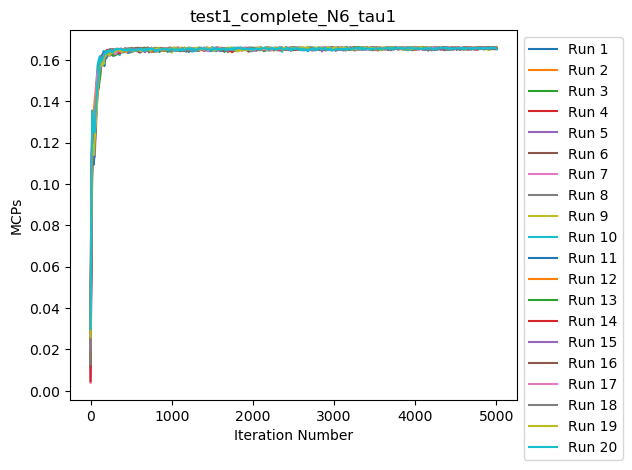 test1_complete_N6_tau1
MCPs
0.16
0.14
0.12
0.10
0.08
0.06
0.04
0.02
0.00
0
1000
2000
3000
4000
5000
Iteration Number
Run 1
Run 2
Run 3
Run 4
Run 5
Run 6
Run 7
Run 8
Run 9
Run 10
Run 11
Run 12
Run 13
Run 14
Run 15
Run 16
Run 17
Run 18
Run 19
Run 20